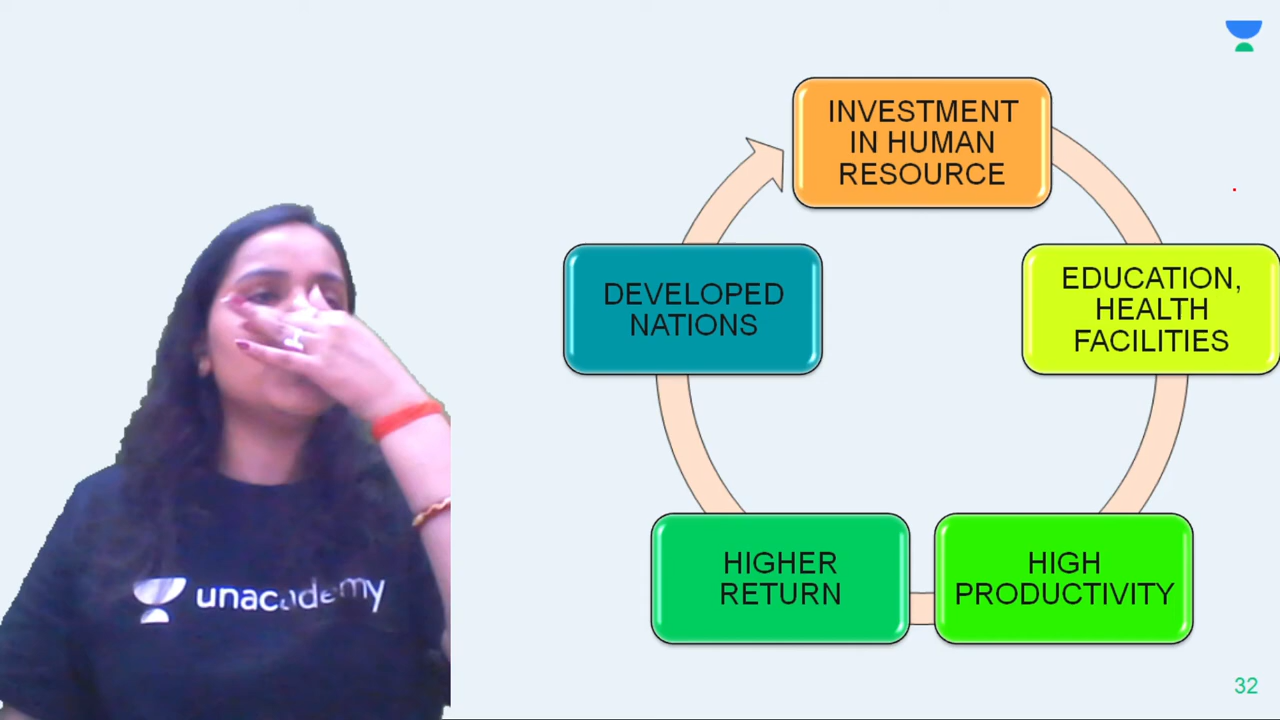 INVESTMENT
IN HUMAN
RESOURCE
EDUCATION,
HEALTH
FACILITIES
HIGH
PRODUCTIVITY
HIGHER
RETURN
DEVELOPED
NATIONS
unacademy
32